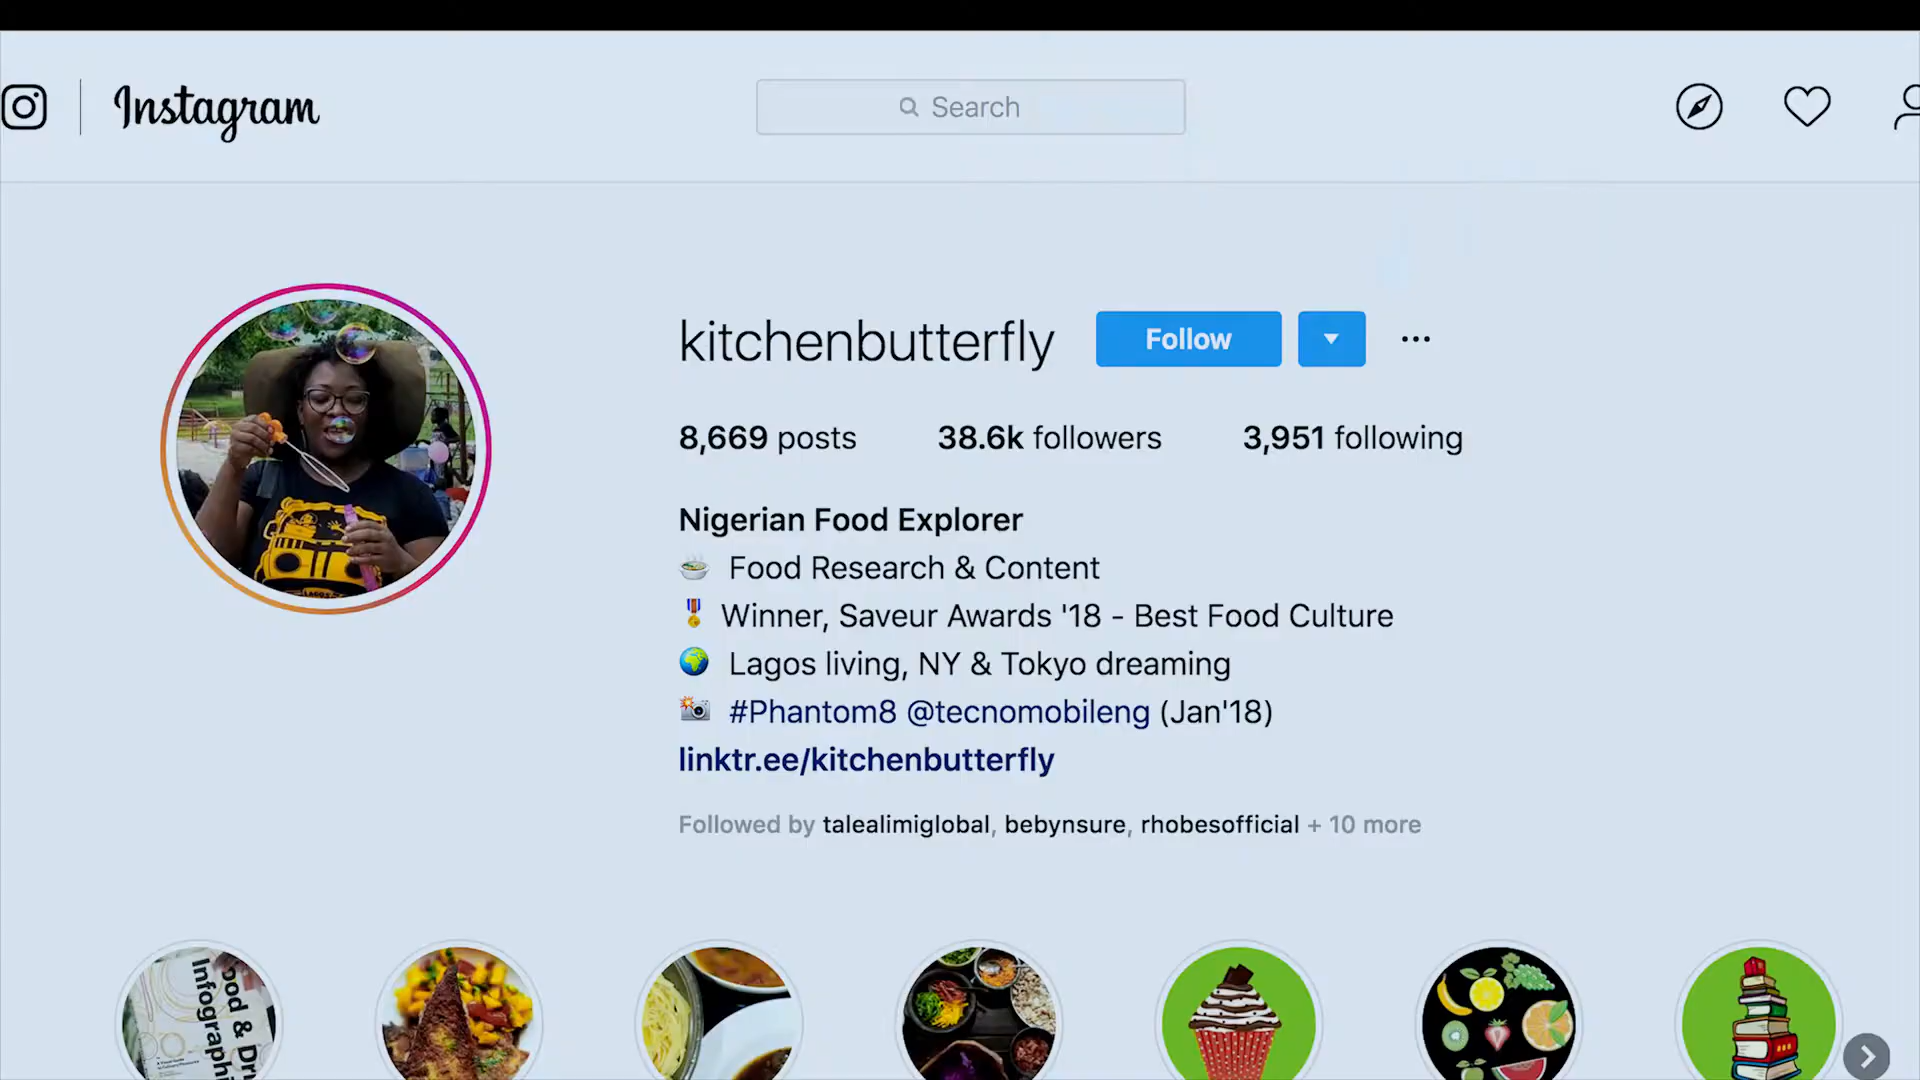 Instagram
Search
kitchenbutterfly
Follow
8,669 posts 38.6k followers 3,951 following
Nigerian Food Explorer
Food Research & Content
Winner, Saveur Awards '18 - Best Food Culture
Lagos living, NY & Tokyo dreaming
#Phantom8 @tecnomobileng (Jan'18)
linktr.ee/kitchenbutterfly
Followed by talealimiglobal, bebynsure, rhobesofficial + 10 more
LAGOS